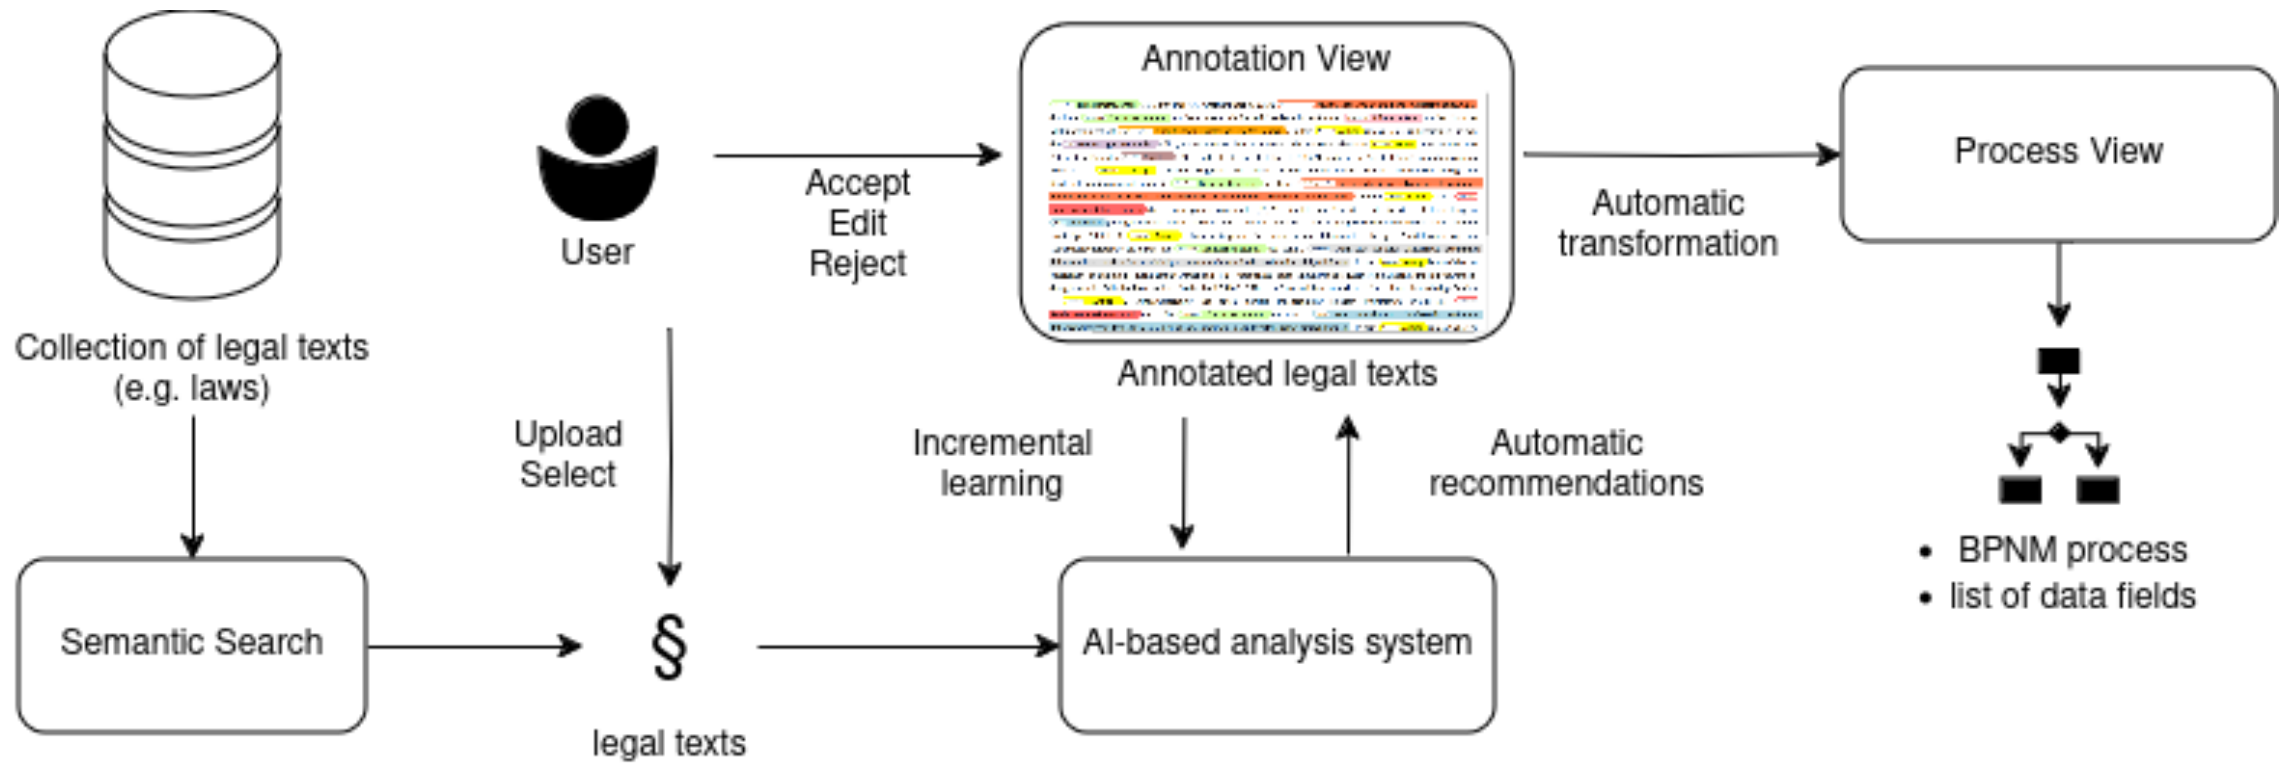 Annotation View
Process View
Accept
Edit
Reject
User
Automatic
transformation
Collection of legal texts
(e.g. laws)
Annotated legal texts
Upload
Select
Incremental
learning
Automatic
recommendations
• BPNM process
• list of data fields
Semantic Search
§
AI-based analysis system
legal texts